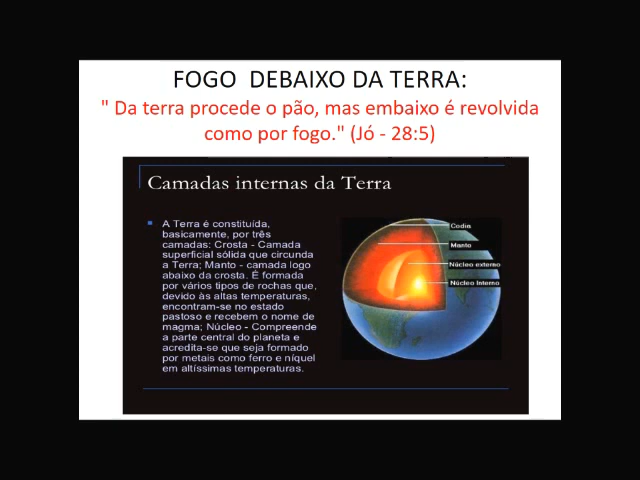 FOGO  DEBAIXO DA TERRA:
" Da terra procede o pão, mas embaixo é revolvida
como por fogo." (Jó - 28:5)
Camadas internas da Terra
A Terra é constituída,
basicamente, por três
camadas: Crosta - Camada
superficial sólida que circunda
a Terra; Manto - camada logo
abaixo da crosta. É formada
por vários tipos de rochas que,
devido às altas temperaturas,
encontram-se no estado
pastoso e recebem o nome de
magma; Núcleo - Compreende
a parte central do planeta e
acredita-se que seja formado
por metais como ferro e níquel
em altíssimas temperaturas.
Manto
Núcleo externo
Núcleo Interno